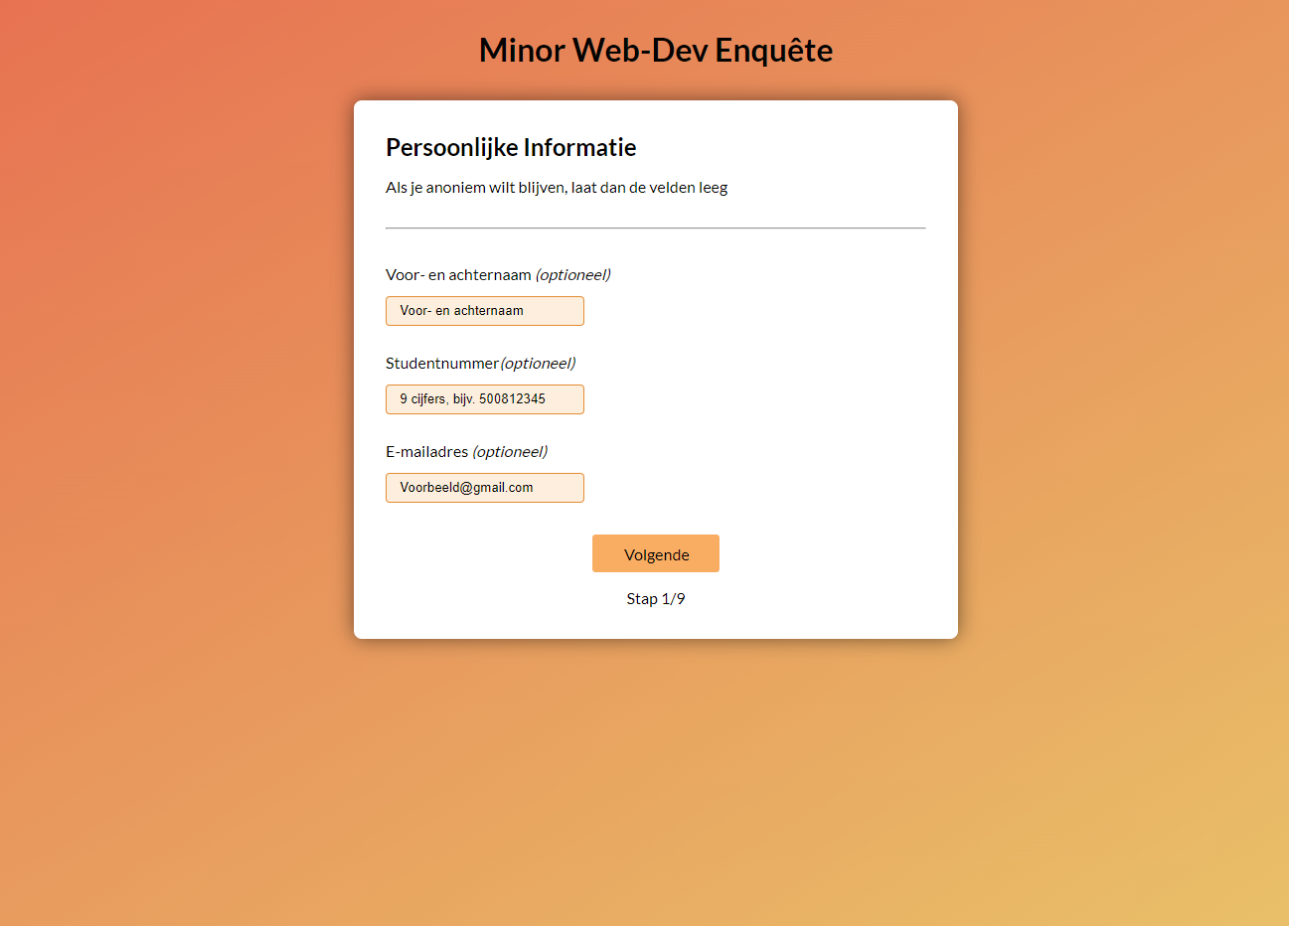 Minor Web-Dev Enquête
Persoonlijke Informatie
Als je anoniem wilt blijven, laat dan de velden leeg
Voor- en achternaam (optioneel)
Voor- en achternaam
Studentnummer(optioneel)
9 cijfers, bijv. 500812345
E-mailadres (optioneel)
Voorbeeld@gmail.com
Volgende
Stap 1/9